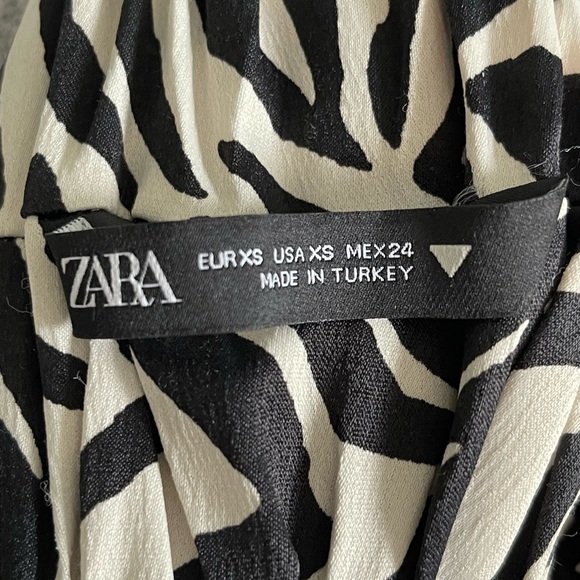 ZARA
EUR XS USA XS MEX 24
MADE IN TURKEY